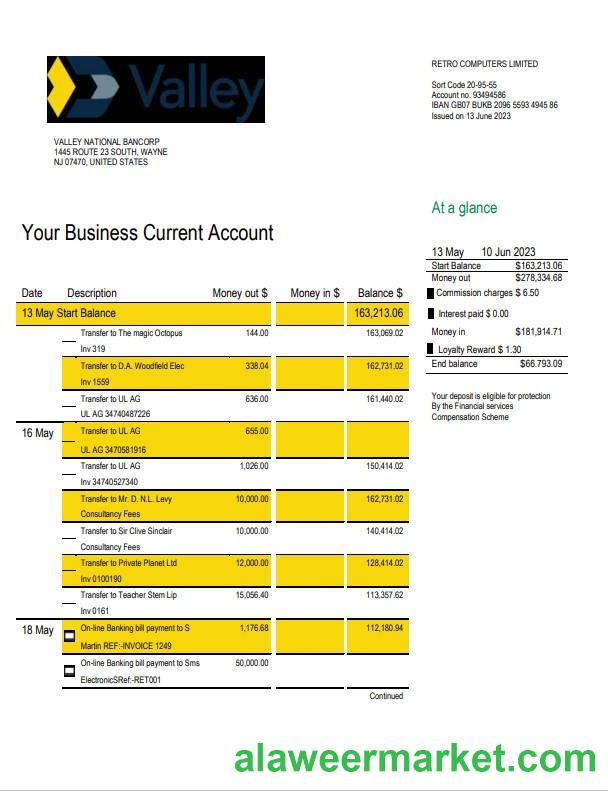 Valley
RETRO COMPUTERS LIMITED
Sort Code 20-95-55
Account no. 93494586
IBAN GB07 BUKB 2096 5593 4945 86
Issued on 13 June 2023
VALLEY NATIONAL BANCORP
1445 ROUTE 23 SOUTH, WAYNE
NJ 07470, UNITED STATES
At a glance
Your Business Current Account
13 May 10 Jun 2023
Start Balance $163,213.06
Money out $278,334.68
Commission charges $ 6.50
Interest paid $ 0.00
Money in $181,914.71
Loyalty Reward $ 1.30
End balance $66.793.09
Your deposit is eligible for protection
By the Financial services
Compensation Scheme
Date Description Money out $ Money in $ Balance $
13 May Start Balance 163,213.06
Transfer to The magic Octopus 144.00 163,069.02
Inv 319
Transfer to D.A. Woodfield Elec 338.04 162,731.02
Inv 1559
Transfer to UL AG 636.00 161,440.02
UL AG 34740487226
16 May Transfer to UL AG 655.00
UL AG 3470581916
Transfer to UL AG 1,026.00 150,414.02
Inv 34740527340
Transfer to Mr. D. N.L. Levy 10,000.00 162,731.02
Consultancy Fees
Transfer to Sir Clive Sinclair 10,000.00 140,414.02
Consultancy Fees
Transfer to Private Planet Ltd 12,000.00 128,414.02
Inv 0100190
Transfer to Teacher Stem Lip 15,056.40 113,357.62
Inv 0161
18 May On-line Banking bill payment to S 1,176.68 112,180.94
Martin REF:-INVOICE 1249
On-line Banking bill payment to Sms 50,000.00
ElectronicSRef:-RET001
Continued
alaweermarket.com